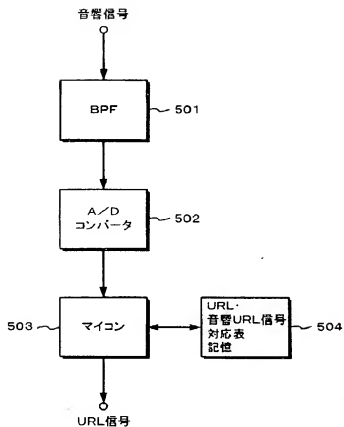 音響信号
BPF
501
A/D
コンバータ
502
503
マイコン
URL・
音響URL信号
対応表
記憶
504
URL信号